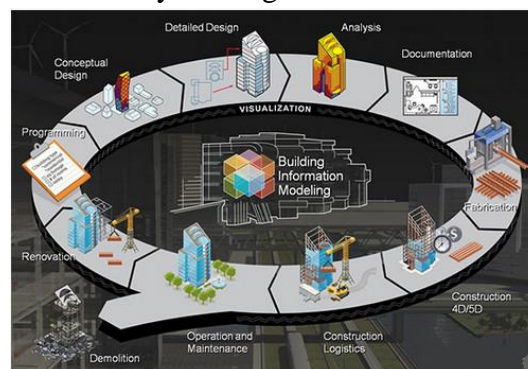 Detailed Design
Analysis
Conceptual
Design
Documentation
VISUALIZATION
Programming
Building
Information
Modeling
Fabrication
Renovation
Construction
4D/5D
Operation and
Maintenance
Construction
Logistics
Demolition